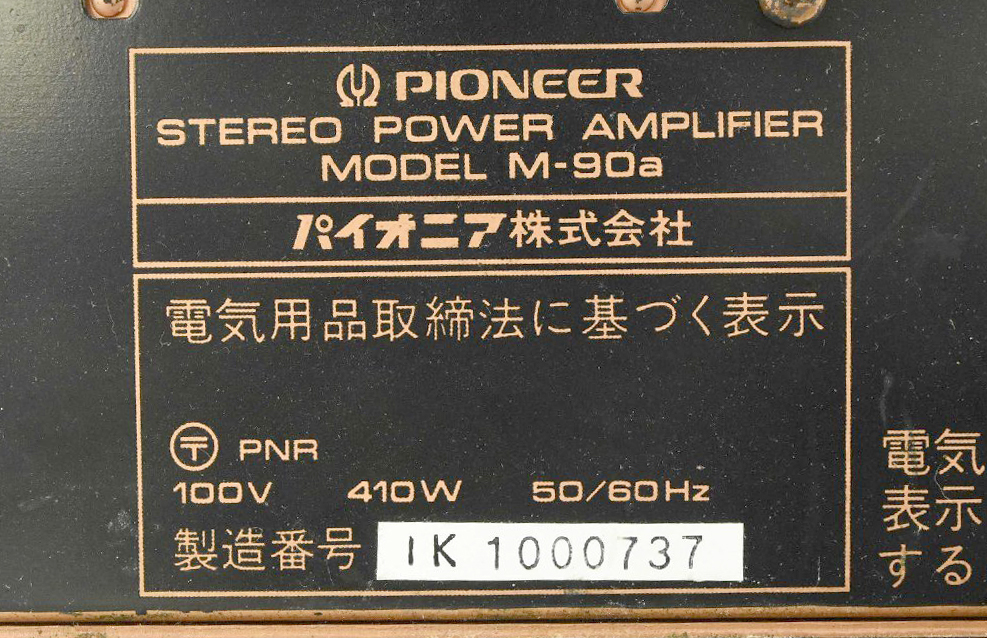 PIONEER
STEREO POWER AMPLIFIER
MODEL M-90a
パイオニア株式会社
電気用品取締法に基づく表示
〒 PNR
100V 410W 50/60Hz
製造番号 IK 1000737
電気
表示
する